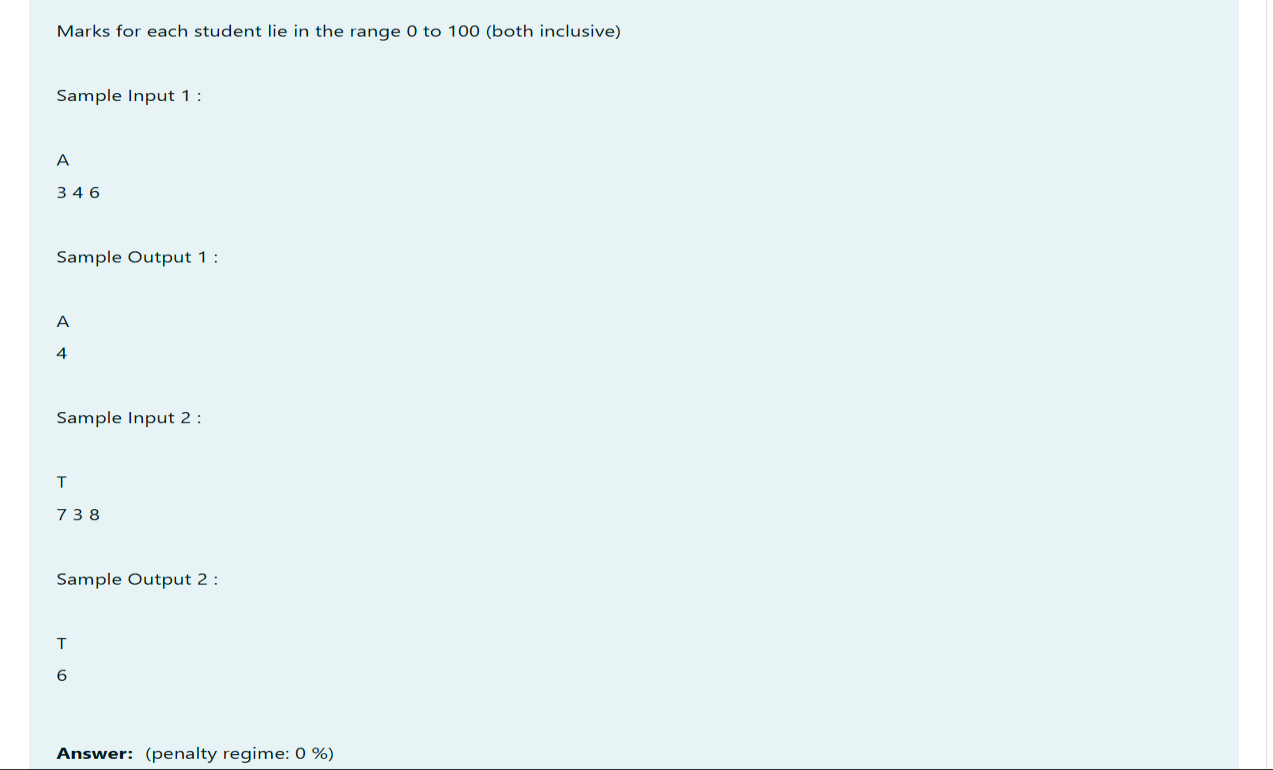 Marks for each student lie in the range 0 to 100 (both inclusive)
Sample Input 1 :
A
3 4 6
Sample Output 1 :
A
4
Sample Input 2 :
T
7 3 8
Sample Output 2 :
T
6
Answer: (penalty regime: 0 %)